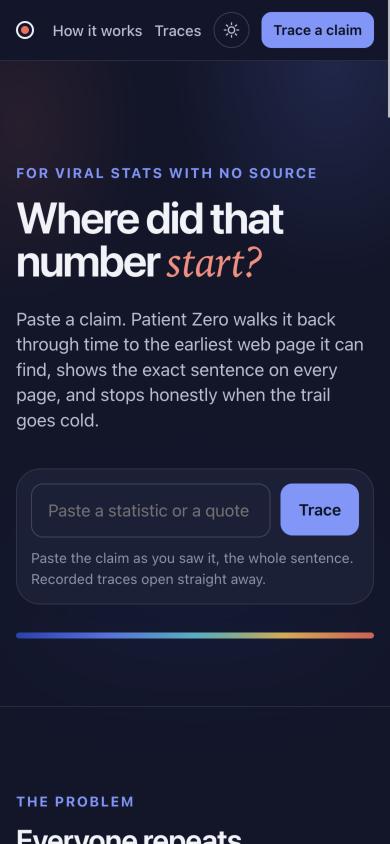 How it works Traces Trace a claim
FOR VIRAL STATS WITH NO SOURCE
Where did that
number start?
Paste a claim. Patient Zero walks it back
through time to the earliest web page it can
find, shows the exact sentence on every
page, and stops honestly when the trail
goes cold.
Paste a statistic or a quote Trace
Paste the claim as you saw it, the whole sentence.
Recorded traces open straight away.
THE PROBLEM
Everyone repeats